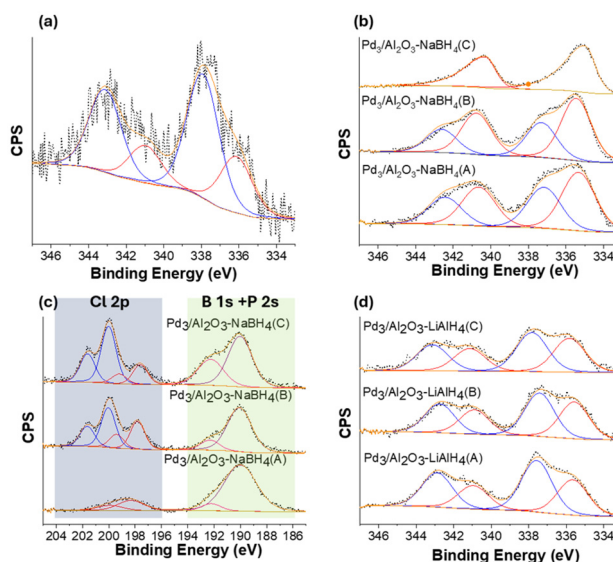 (a)
CPS
346 344 342 340 338 336 334
Binding Energy (eV)
(b)
CPS
Pd3/Al2O3-NaBH4(C)
Pd3/Al2O3-NaBH4(B)
Pd3/Al2O3-NaBH4(A)
346 344 342 340 338 336 334
Binding Energy (eV)
(c)
Cl 2p
B 1s +P 2s
CPS
Pd3/Al2O3-NaBH4(C)
Pd3/Al2O3-NaBH4(B)
Pd3/Al2O3-NaBH4(A)
204 202 200 198 196 194 192 190 188 186
Binding Energy (eV)
(d)
CPS
Pd3/Al2O3-LiAlH4(C)
Pd3/Al2O3-LiAlH4(B)
Pd3/Al2O3-LiAlH4(A)
346 344 342 340 338 336 334
Binding Energy (eV)